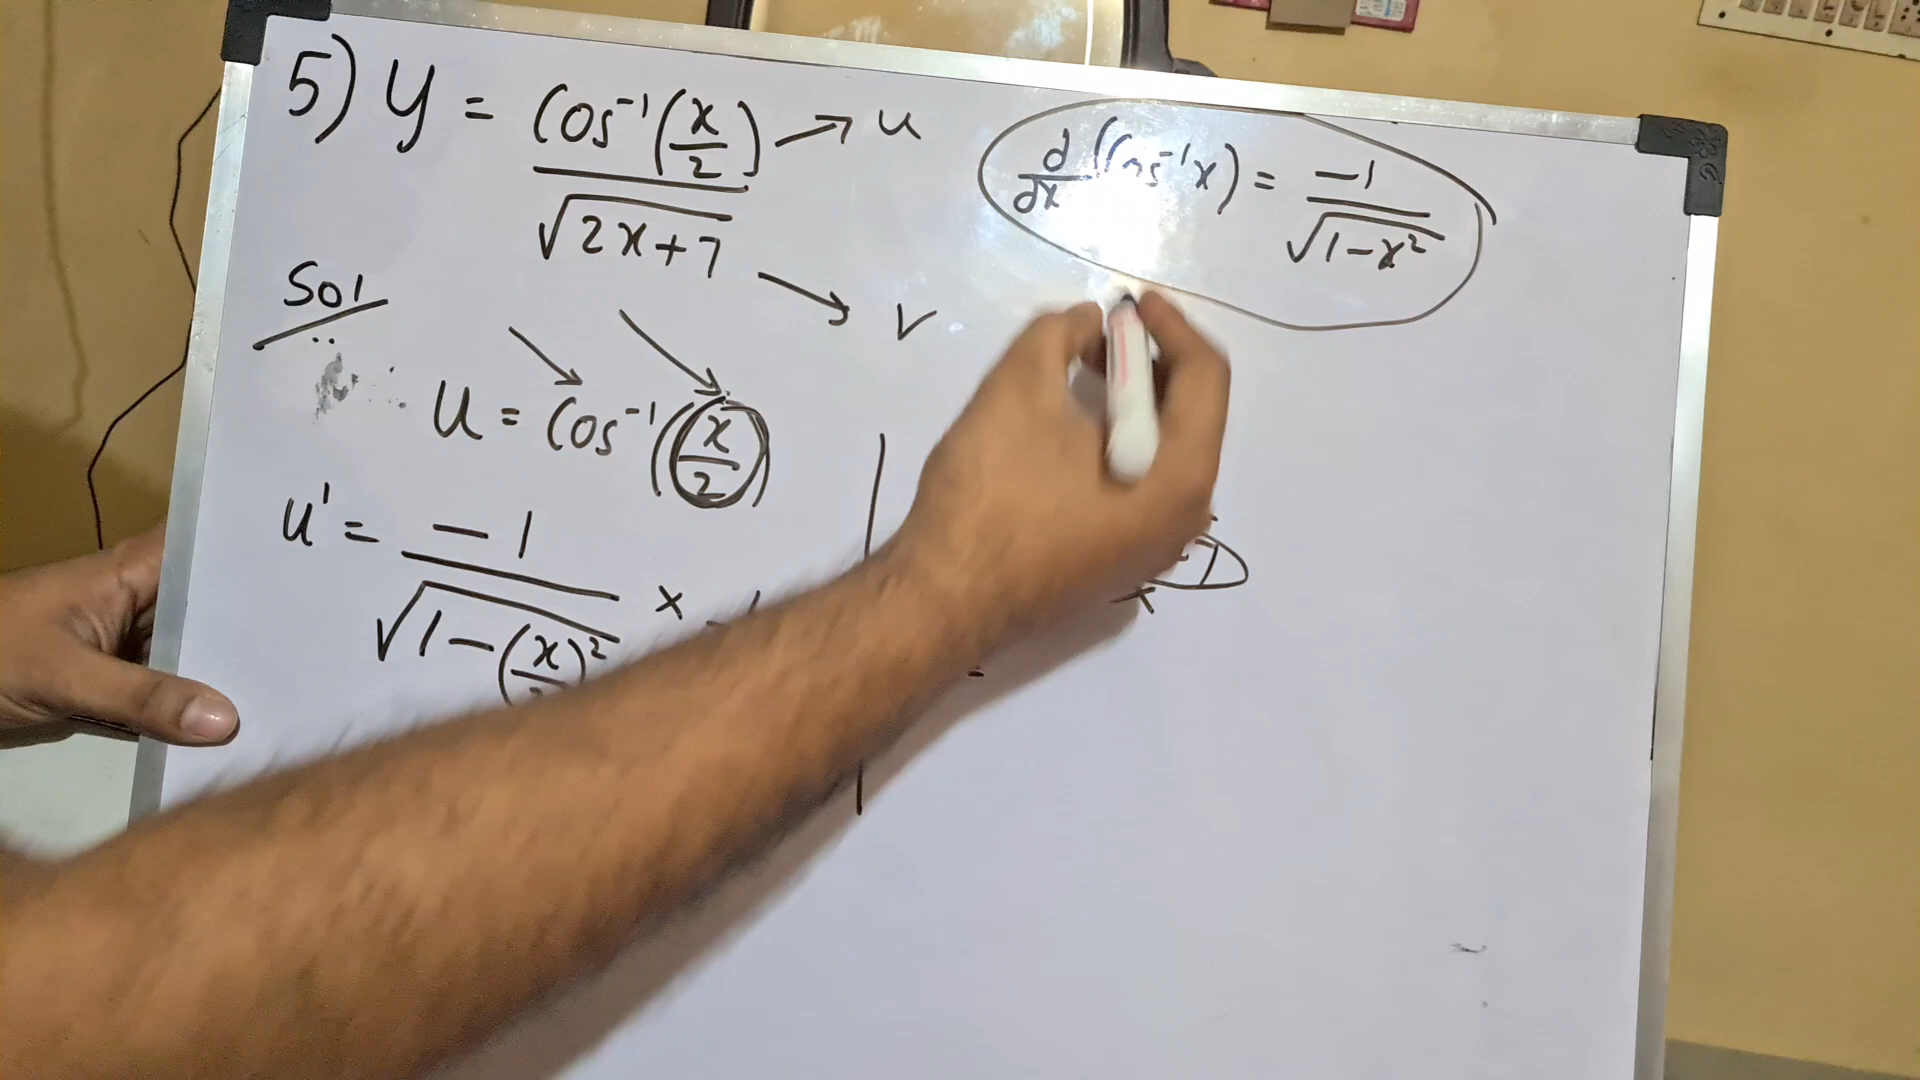 5) y = Cos⁻¹(x/2) / √2x+7 → u
→ v
d/dx (Cos⁻¹x) = -1/√1-x²
Sol
u = Cos⁻¹(x/2)
u' = -1/√1-(x/2)² ×